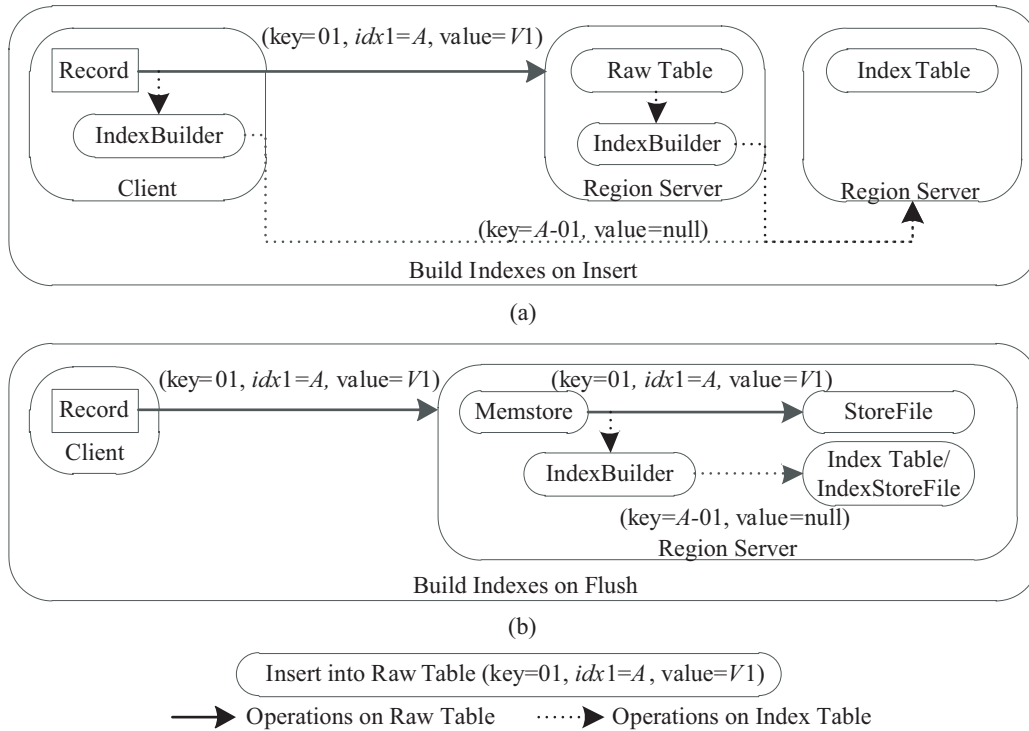 (key=01, idx1=A, value=V1)
Record
Raw Table
Index Table
IndexBuilder
IndexBuilder
Client
Region Server
Region Server
(key=A-01, value=null)
Build Indexes on Insert
(a)
(key=01, idx1=A, value=V1)
(key=01, idx1=A, value=V1)
Record
Memstore
StoreFile
Client
IndexBuilder
Index Table/
IndexStoreFile
(key=A-01, value=null)
Region Server
Build Indexes on Flush
(b)
Insert into Raw Table (key=01, idx1=A, value=V1)
Operations on Raw Table
Operations on Index Table